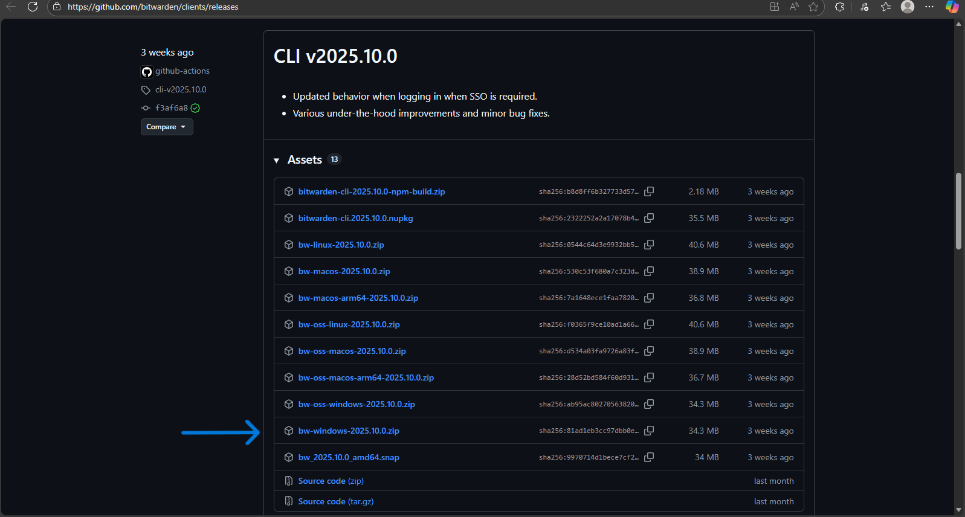 https://github.com/bitwarden/clients/releases
3 weeks ago
github-actions
cli-v2025.10.0
f3af6a8
Compare
CLI v2025.10.0
Updated behavior when logging in when SSO is required.
Various under-the-hood improvements and minor bug fixes.
Assets 13
bitwarden-cli-2025.10.0-npm-build.zip sha256:b8d8ff6b327733d57… 2.18 MB 3 weeks ago
bitwarden-cli.2025.10.0.nupkg sha256:2322252a2a17078b4… 35.5 MB 3 weeks ago
bw-linux-2025.10.0.zip sha256:0544c64d3e9932bb5… 40.6 MB 3 weeks ago
bw-macos-2025.10.0.zip sha256:530c53f680a7c323d… 38.9 MB 3 weeks ago
bw-macos-arm64-2025.10.0.zip sha256:7a1648ece1faa7820… 36.8 MB 3 weeks ago
bw-oss-linux-2025.10.0.zip sha256:f0365f9ce10ad1a66… 40.6 MB 3 weeks ago
bw-oss-macos-2025.10.0.zip sha256:d534a03fa9726a83f… 38.9 MB 3 weeks ago
bw-oss-macos-arm64-2025.10.0.zip sha256:28d52bd584f60d931… 36.7 MB 3 weeks ago
bw-oss-windows-2025.10.0.zip sha256:ab95ac80270563820… 34.3 MB 3 weeks ago
bw-windows-2025.10.0.zip sha256:81ad1eb3cc97dbb0e… 34.3 MB 3 weeks ago
bw_2025.10.0_amd64.snap sha256:9970714d1bece7cf2… 34 MB 3 weeks ago
Source code (zip) last month
Source code (tar.gz) last month